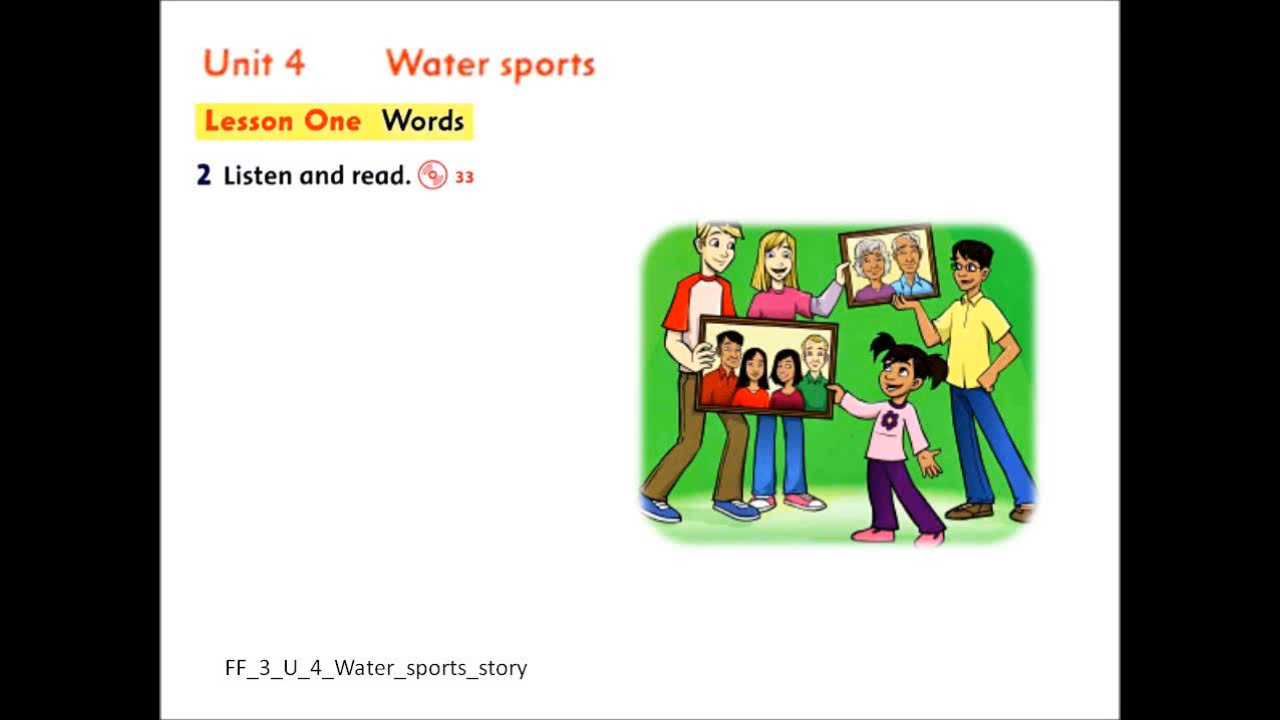 Unit 4 Water sports
Lesson One Words
2 Listen and read. 33
FF_3_U_4_Water_sports_story